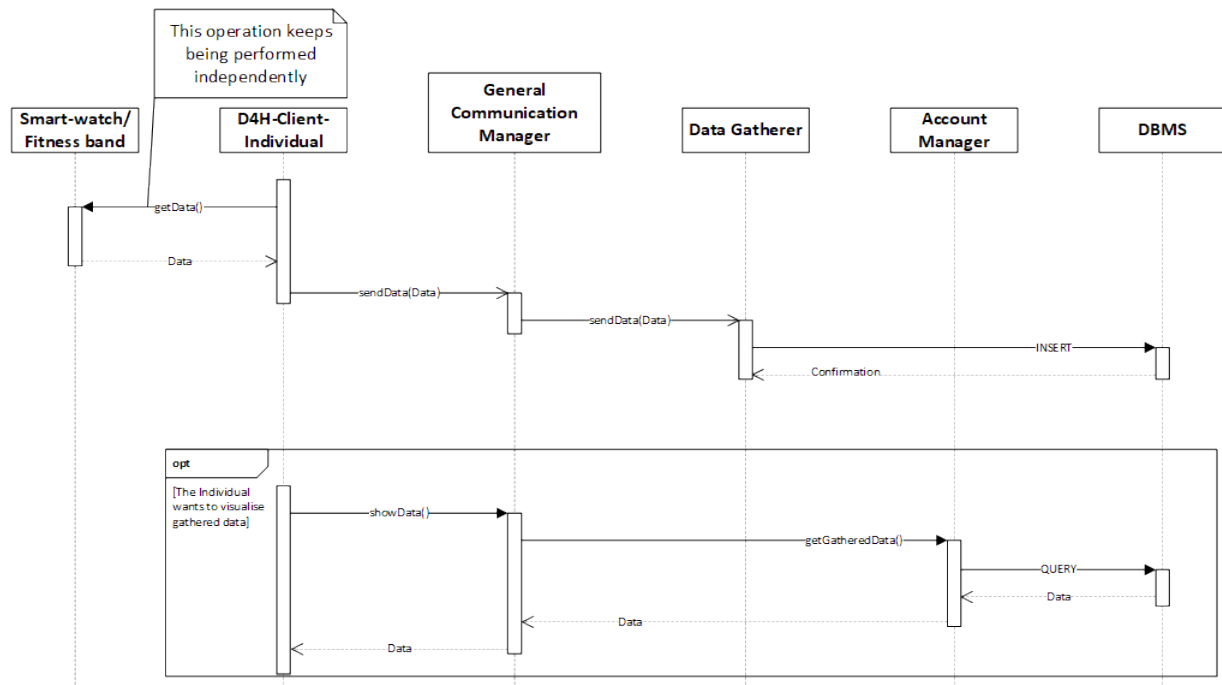 This operation keeps
being performed
independently
Smart-watch/
Fitness band
D4H-Client-
Individual
General
Communication
Manager
Data Gatherer
Account
Manager
DBMS
getData()
Data
sendData(Data)
sendData(Data)
INSERT
Confirmation
opt
[The Individual
wants to visualise
gathered data]
showData()
getGatheredData()
QUERY
Data
Data
Data